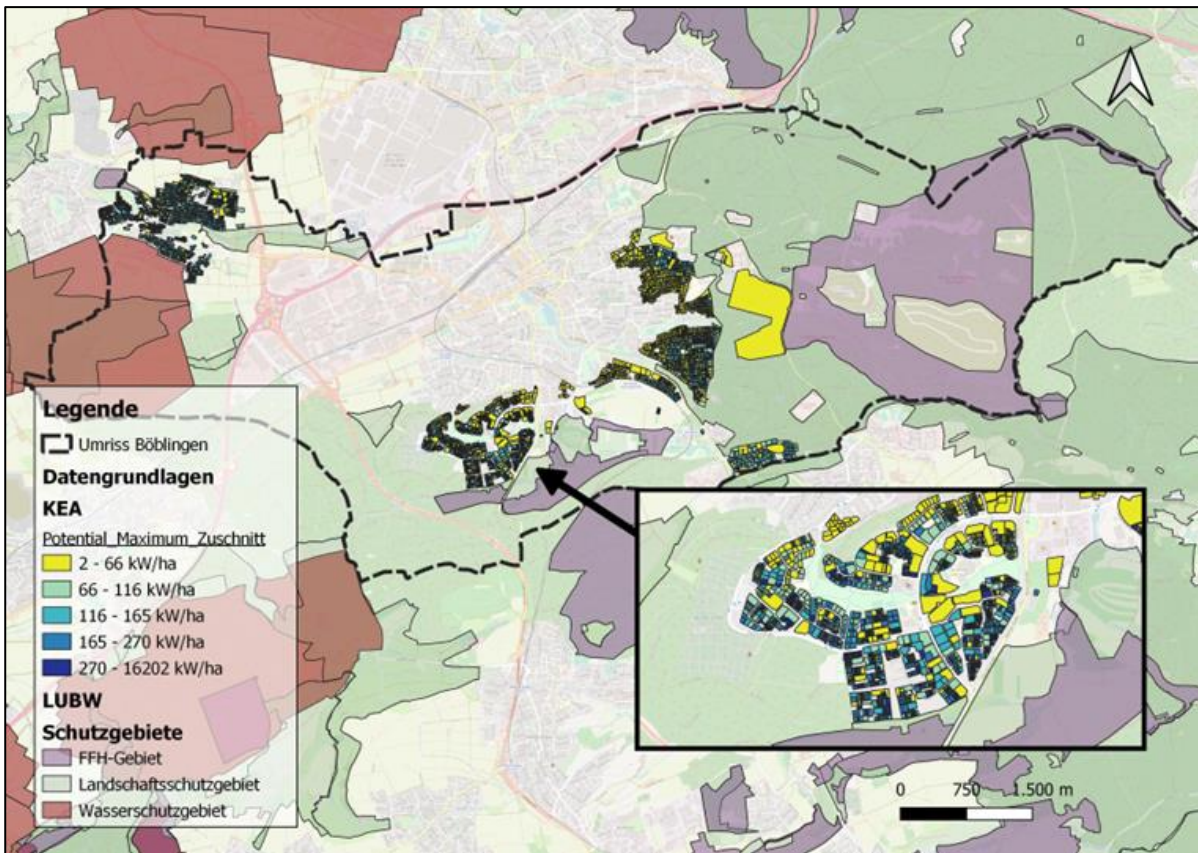 Legende
Umriss Böblingen
Datengrundlagen
KEA
Potential_Maximum_Zuschnitt
2 - 66 kW/ha
66 - 116 kW/ha
116 - 165 kW/ha
165 - 270 kW/ha
270 - 16202 kW/ha
LUBW
Schutzgebiete
FFH-Gebiet
Landschaftsschutzgebiet
Wasserschutzgebiet
0 750 1.500 m